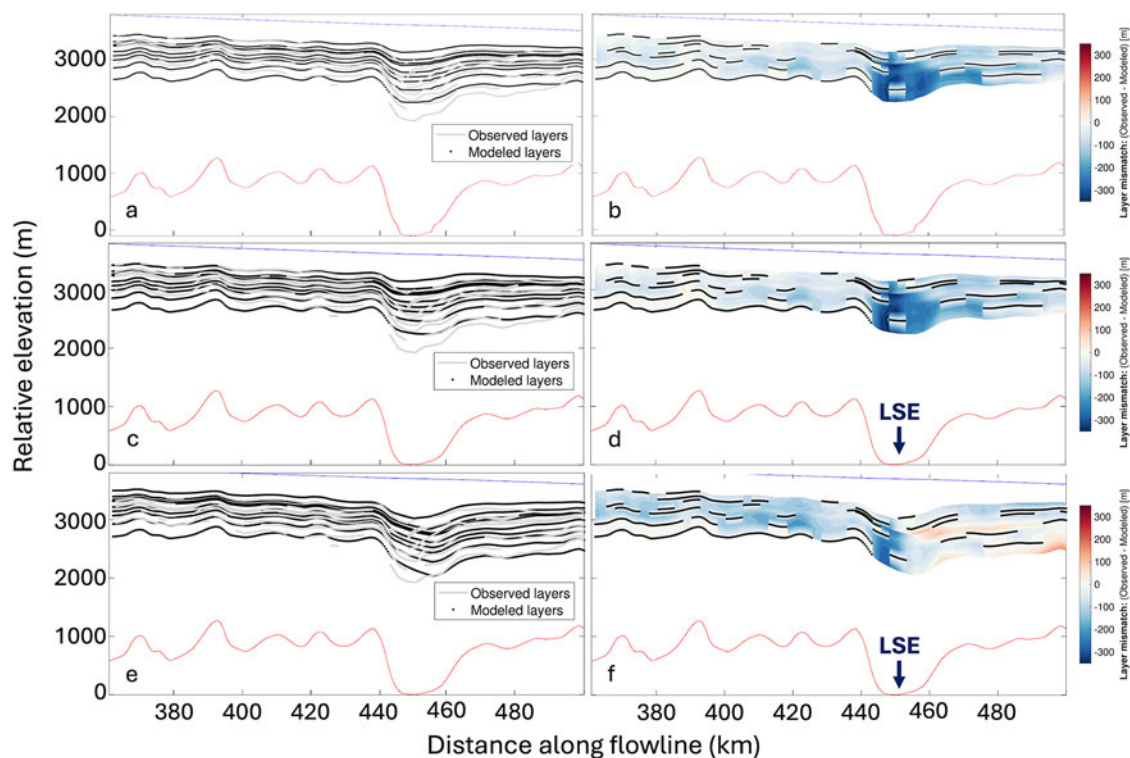 3000
2000
1000
0
Observed layers
Modeled layers
a
b
300
200
100
0
-100
-200
-300
Layer mismatch: (Observed - Modeled) [m]
Relative elevation (m)
3000
2000
1000
0
Observed layers
Modeled layers
c
LSE
d
300
200
100
0
-100
-200
-300
Layer mismatch: (Observed - Modeled) [m]
3000
2000
1000
0
Observed layers
Modeled layers
e
LSE
f
300
200
100
0
-100
-200
-300
Layer mismatch: (Observed - Modeled) [m]
380 400 420 440 460 480 380 400 420 440 460 480
Distance along flowline (km)